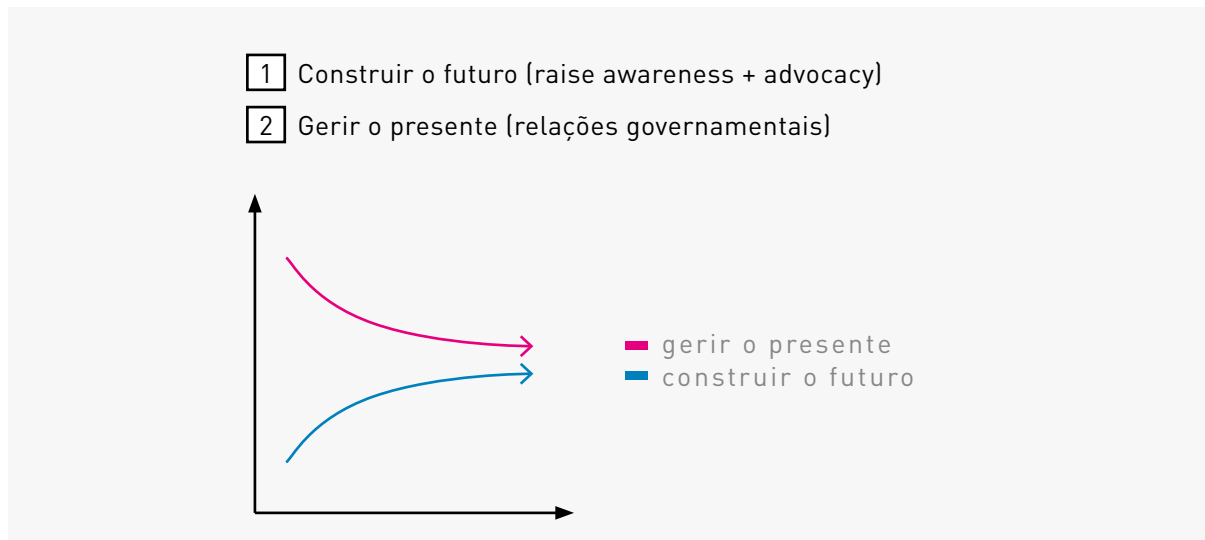 1 Construir o futuro (raise awareness + advocacy)
2 Gerir o presente (relações governamentais)
gerir o presente
construir o futuro